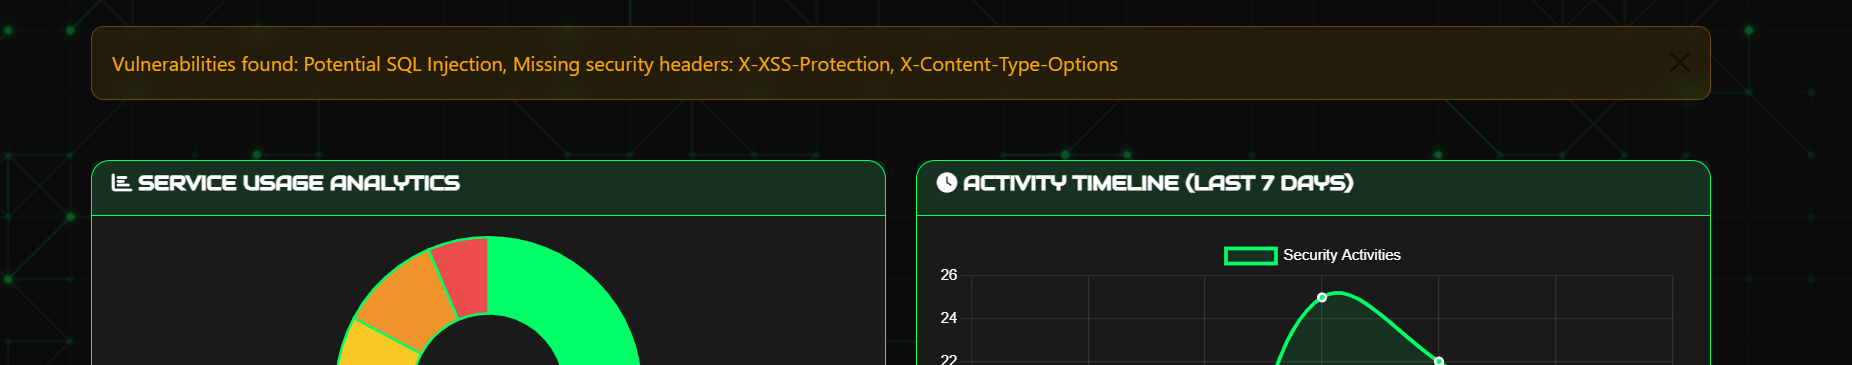 Vulnerabilities found: Potential SQL Injection, Missing security headers: X-XSS-Protection, X-Content-Type-Options
SERVICE USAGE ANALYTICS
ACTIVITY TIMELINE (LAST 7 DAYS)
Security Activities
26
24
22